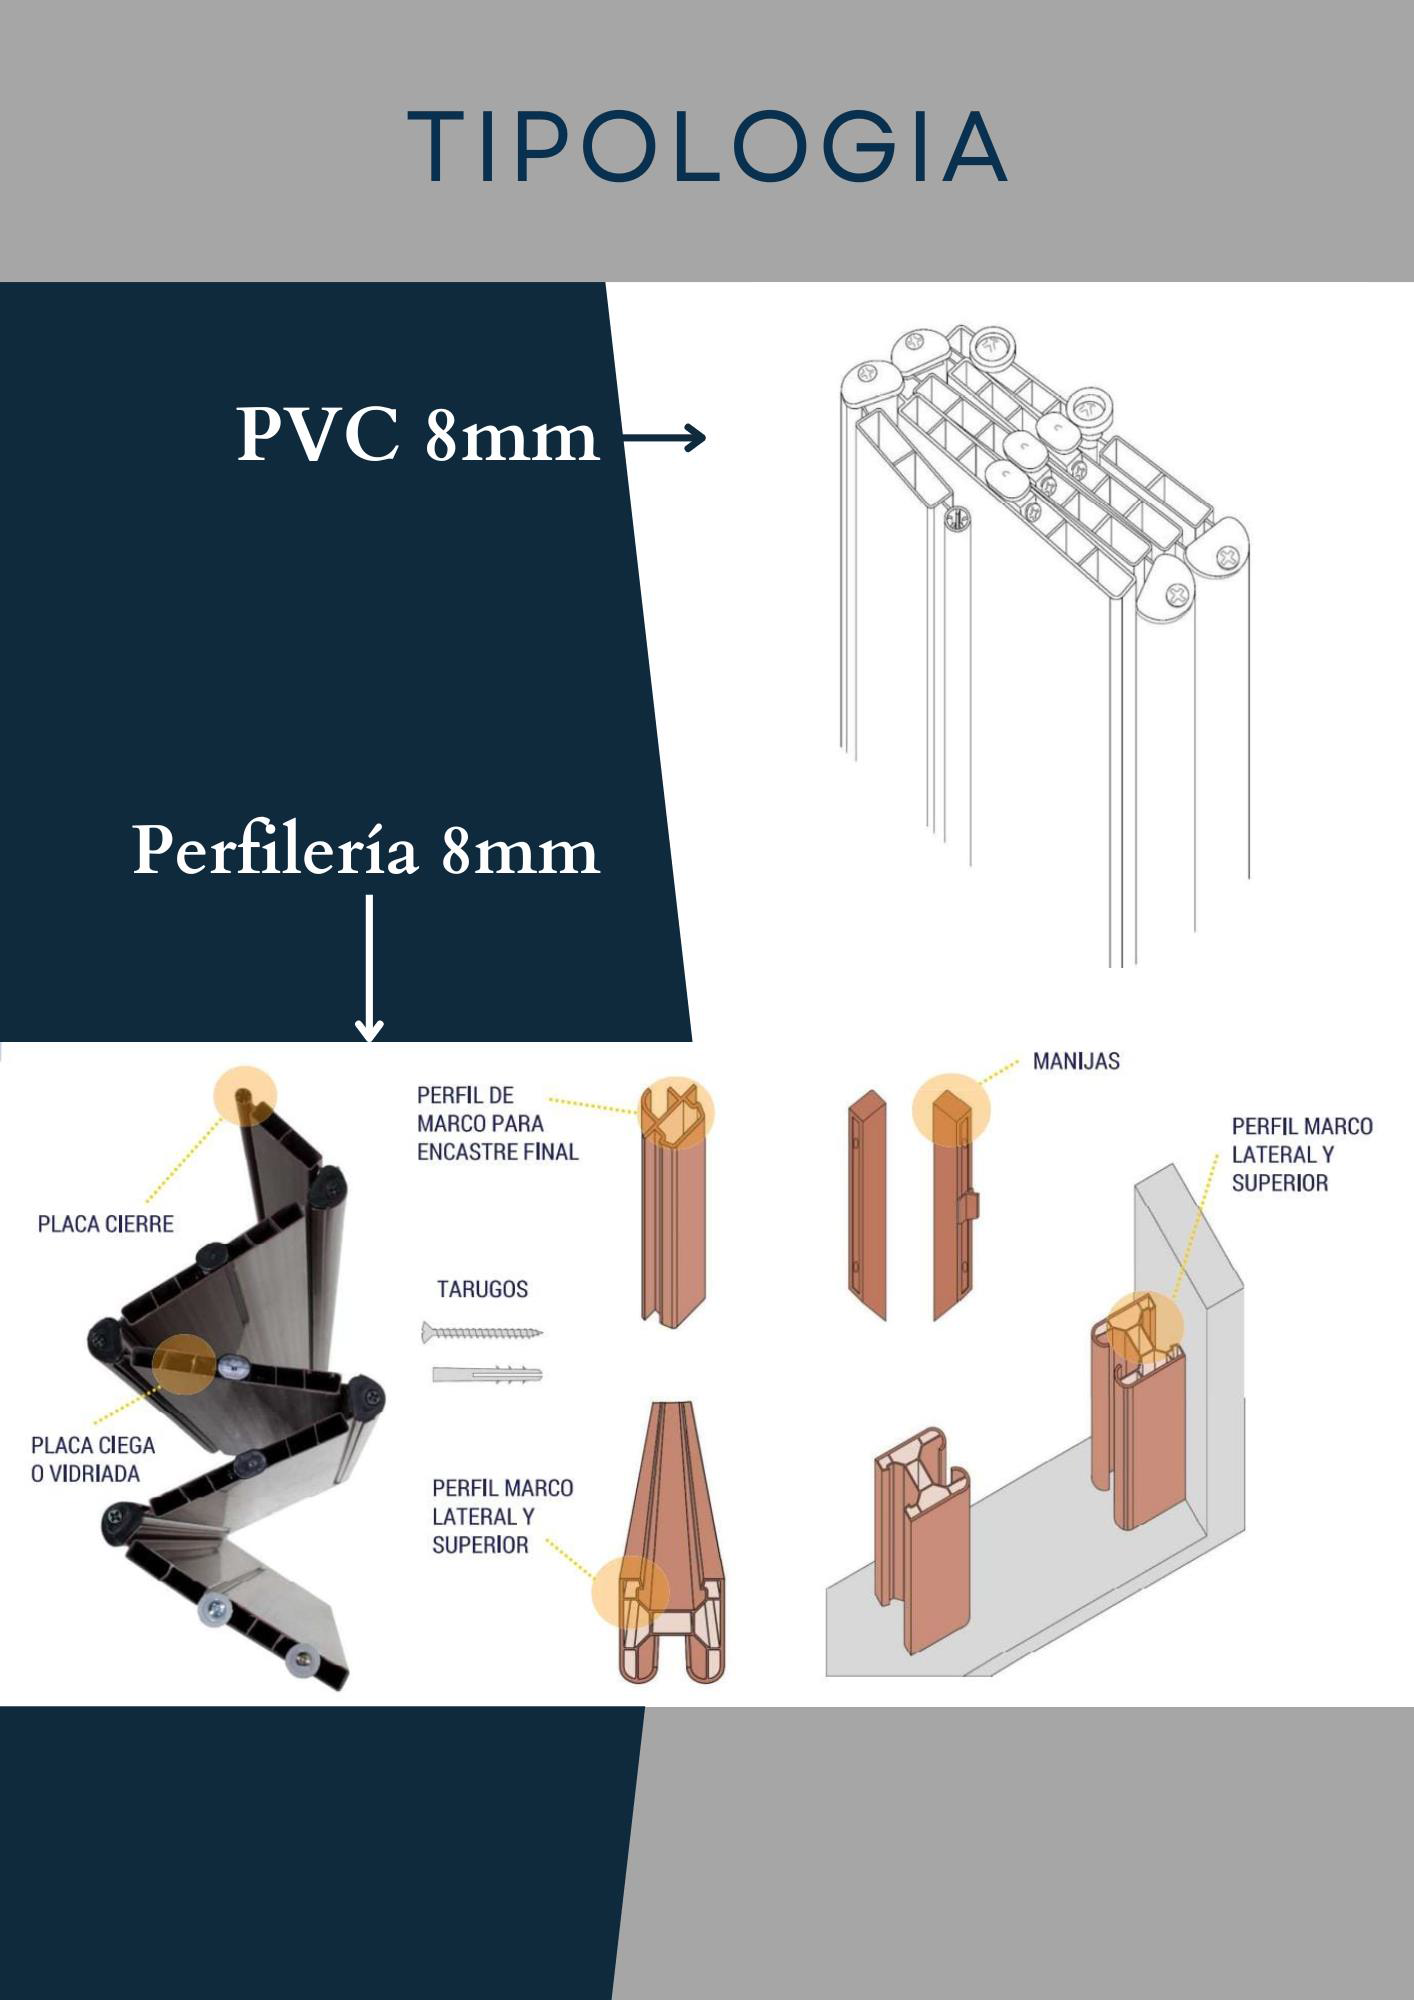 TIPOLOGIA
PVC 8mm
Perfilería 8mm
MANIJAS
PERFIL DE
MARCO PARA
ENCASTRE FINAL
PERFIL MARCO
LATERAL Y
SUPERIOR
PLACA CIERRE
TARUGOS
PLACA CIEGA
O VIDRIADA
PERFIL MARCO
LATERAL Y
SUPERIOR